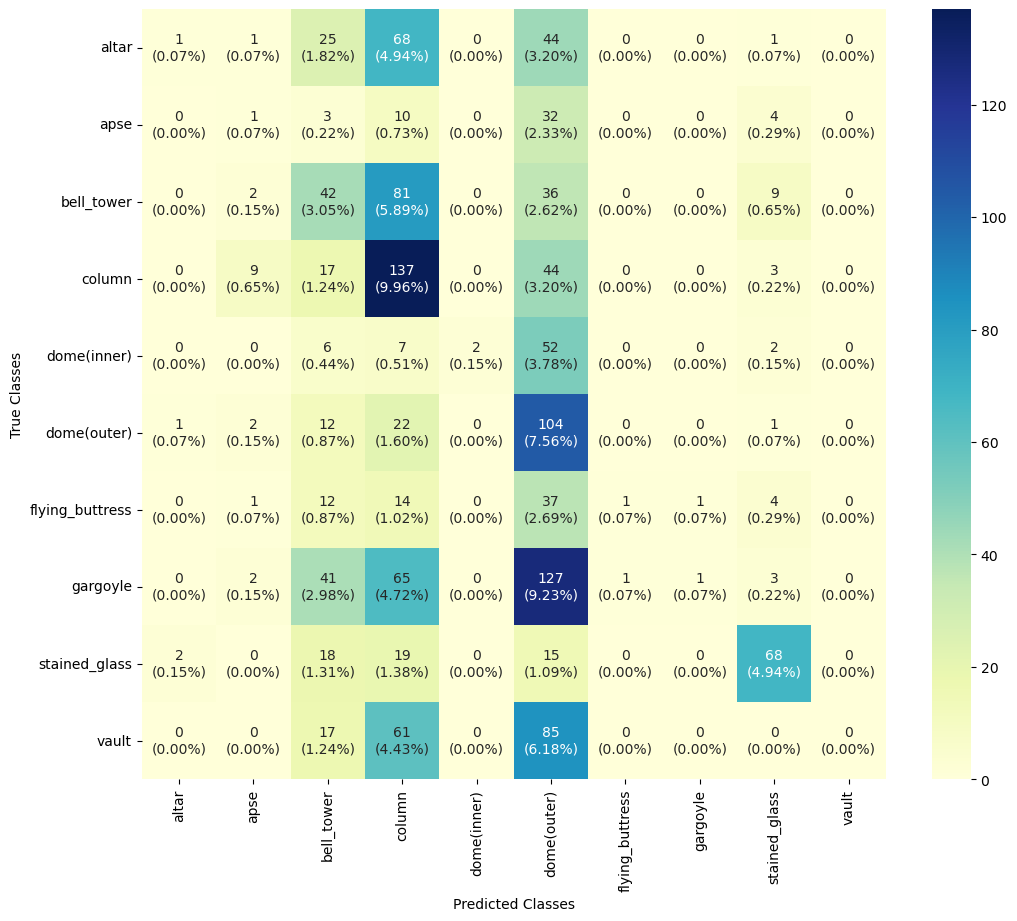 altar 1 1 25 68 0 44 0 0 1 0
(0.07%) (0.07%) (1.82%) (4.94%) (0.00%) (3.20%) (0.00%) (0.00%) (0.07%) (0.00%)
apse 0 1 3 10 0 32 0 0 4 0
(0.00%) (0.07%) (0.22%) (0.73%) (0.00%) (2.33%) (0.00%) (0.00%) (0.29%) (0.00%)
bell_tower 0 2 42 81 0 36 0 0 9 0
(0.00%) (0.15%) (3.05%) (5.89%) (0.00%) (2.62%) (0.00%) (0.00%) (0.65%) (0.00%)
column 0 9 17 137 0 44 0 0 3 0
(0.00%) (0.65%) (1.24%) (9.96%) (0.00%) (3.20%) (0.00%) (0.00%) (0.22%) (0.00%)
dome(inner) 0 0 6 7 2 52 0 0 2 0
(0.00%) (0.00%) (0.44%) (0.51%) (0.15%) (3.78%) (0.00%) (0.00%) (0.15%) (0.00%)
dome(outer) 1 2 12 22 0 104 0 0 1 0
(0.07%) (0.15%) (0.87%) (1.60%) (0.00%) (7.56%) (0.00%) (0.00%) (0.07%) (0.00%)
flying_buttress 0 1 12 14 0 37 1 1 4 0
(0.00%) (0.07%) (0.87%) (1.02%) (0.00%) (2.69%) (0.07%) (0.07%) (0.29%) (0.00%)
gargoyle 0 2 41 65 0 127 1 1 3 0
(0.00%) (0.15%) (2.98%) (4.72%) (0.00%) (9.23%) (0.07%) (0.07%) (0.22%) (0.00%)
stained_glass 2 0 18 19 0 15 0 0 68 0
(0.15%) (0.00%) (1.31%) (1.38%) (0.00%) (1.09%) (0.00%) (0.00%) (4.94%) (0.00%)
vault 0 0 17 61 0 85 0 0 0 0
(0.00%) (0.00%) (1.24%) (4.43%) (0.00%) (6.18%) (0.00%) (0.00%) (0.00%) (0.00%)
True Classes
altar
apse
bell_tower
column
dome(inner)
dome(outer)
flying_buttress
gargoyle
stained_glass
vault
Predicted Classes
120
100
80
60
40
20
0